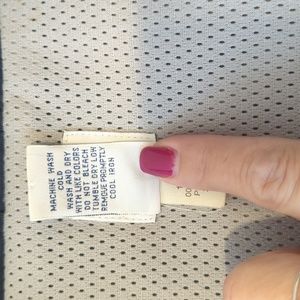 MACHINE WASH
COLD
WASH AND DRY
WITH LIKE COLORS
DO NOT BLEACH
TUMBLE DRY LOW
REMOVE PROMPTLY
COOL IRON